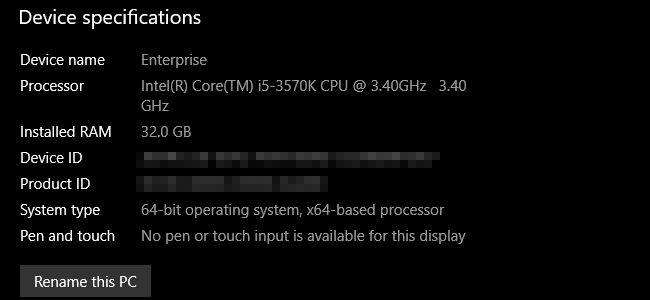 Device specifications
Device name Enterprise
Processor Intel(R) Core(TM) i5-3570K CPU @ 3.40GHz 3.40
GHz
Installed RAM 32.0 GB
Device ID
Product ID
System type 64-bit operating system, x64-based processor
Pen and touch No pen or touch input is available for this display
Rename this PC